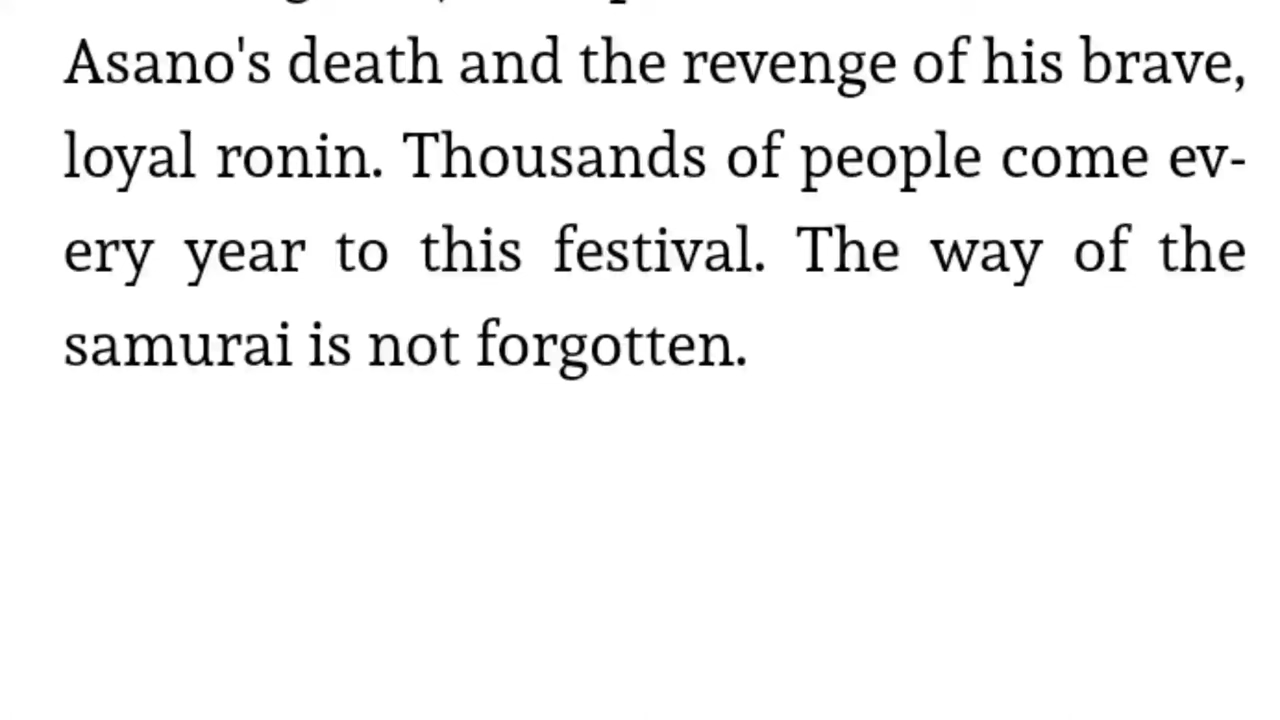 Asano's death and the revenge of his brave,
loyal ronin. Thousands of people come ev-
ery year to this festival. The way of the
samurai is not forgotten.